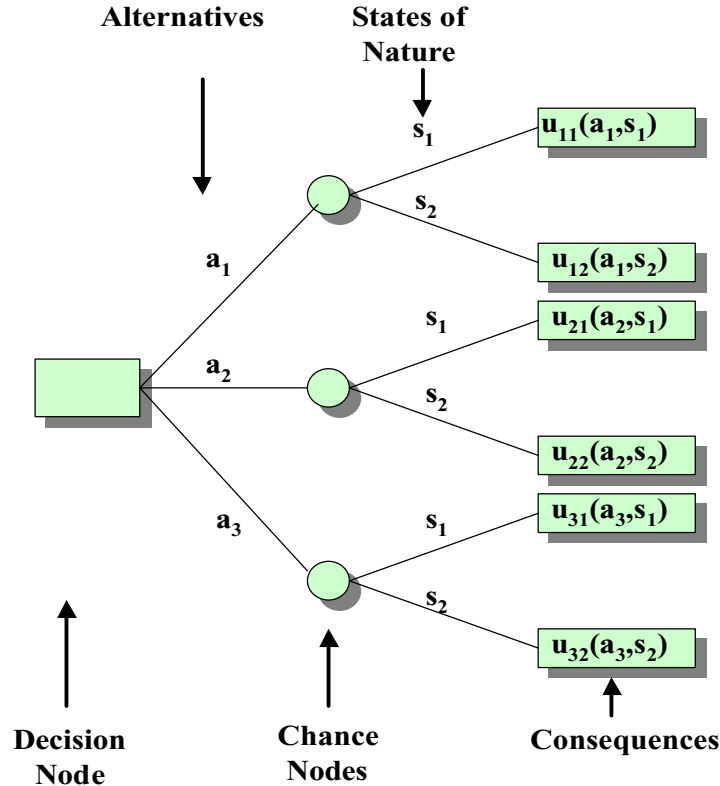 Alternatives
States of
Nature
s₁
u₁₁(a₁,s₁)
s₂
a₁
u₁₂(a₁,s₂)
s₁
u₂₁(a₂,s₁)
a₂
s₂
u₂₂(a₂,s₂)
a₃
s₁
u₃₁(a₃,s₁)
s₂
u₃₂(a₃,s₂)
Decision
Node
Chance
Nodes
Consequences